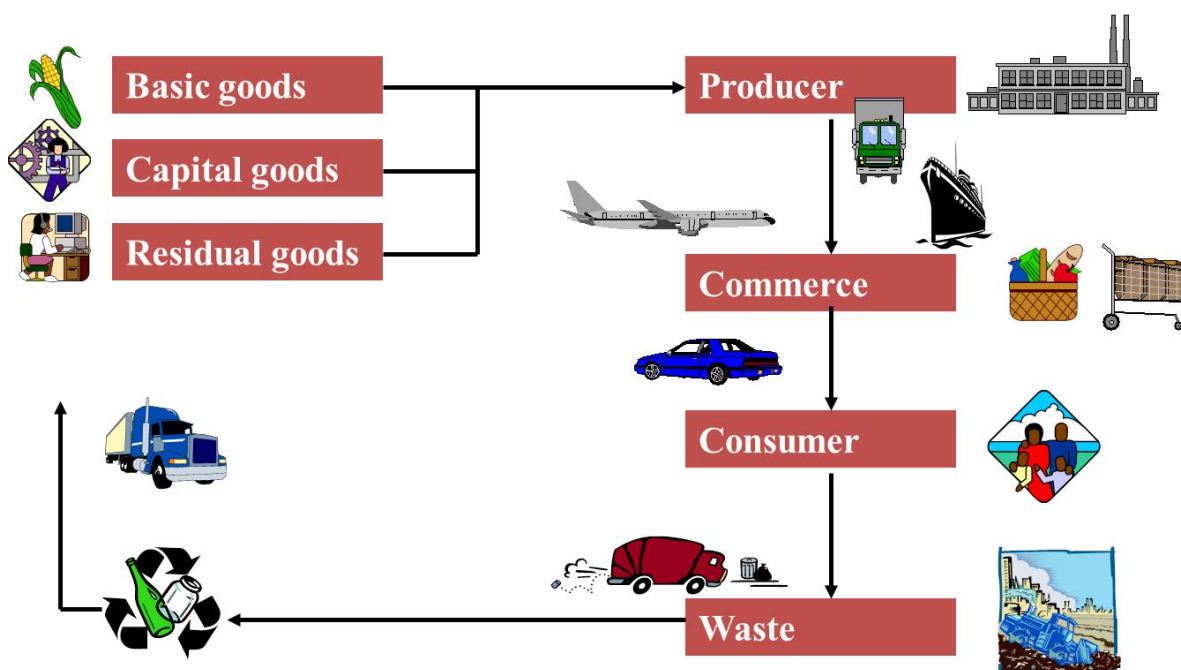 Basic goods
Capital goods
Residual goods
Producer
Commerce
Consumer
Waste